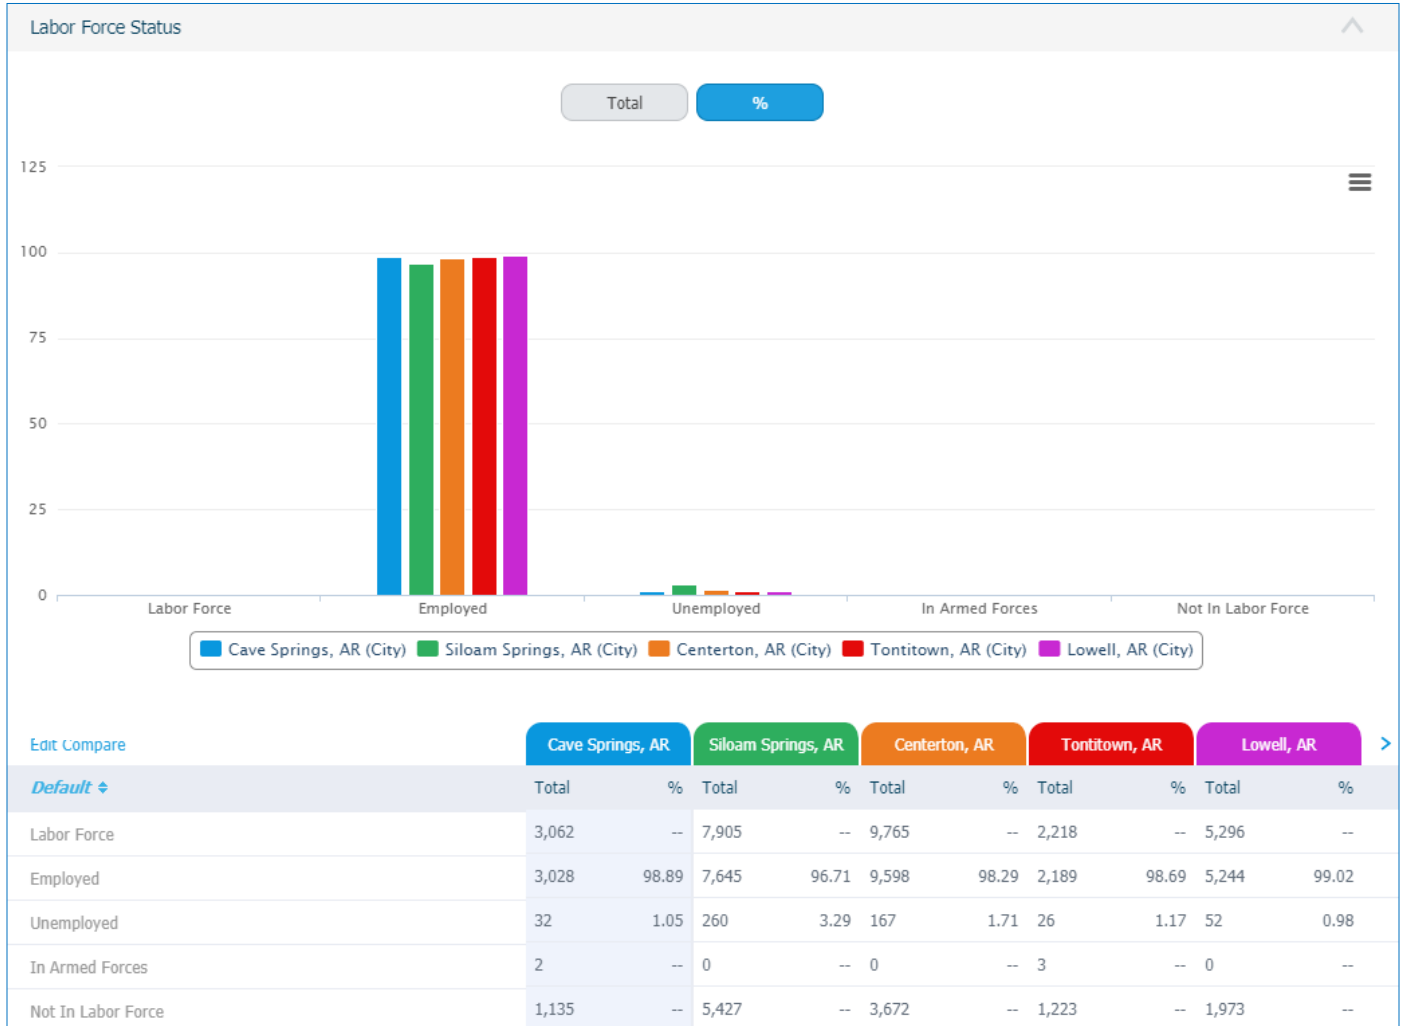 Labor Force Status
Total %
125
100
75
50
25
0
Labor Force Employed Unemployed In Armed Forces Not In Labor Force
Cave Springs, AR (City) Siloam Springs, AR (City) Centerton, AR (City) Tontitown, AR (City) Lowell, AR (City)
Edit Compare Cave Springs, AR Siloam Springs, AR Centerton, AR Tontitown, AR Lowell, AR >
Default Total % Total % Total % Total % Total %
Labor Force 3,062 -- 7,905 -- 9,765 -- 2,218 -- 5,296 --
Employed 3,028 98.89 7,645 96.71 9,598 98.29 2,189 98.69 5,244 99.02
Unemployed 32 1.05 260 3.29 167 1.71 26 1.17 52 0.98
In Armed Forces 2 -- 0 -- 0 -- 3 -- 0 --
Not In Labor Force 1,135 -- 5,427 -- 3,672 -- 1,223 -- 1,973 --